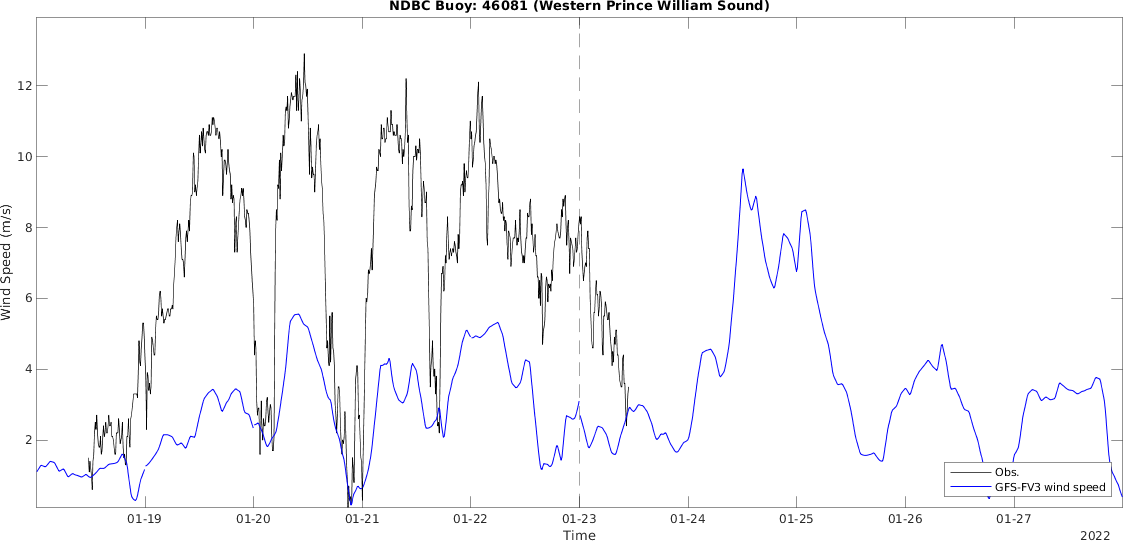 NDBC Buoy: 46081 (Western Prince William Sound)
Wind Speed (m/s)
12
10
8
6
4
2
Obs.
GFS-FV3 wind speed
01-19 01-20 01-21 01-22 01-23 01-24 01-25 01-26 01-27
Time
2022